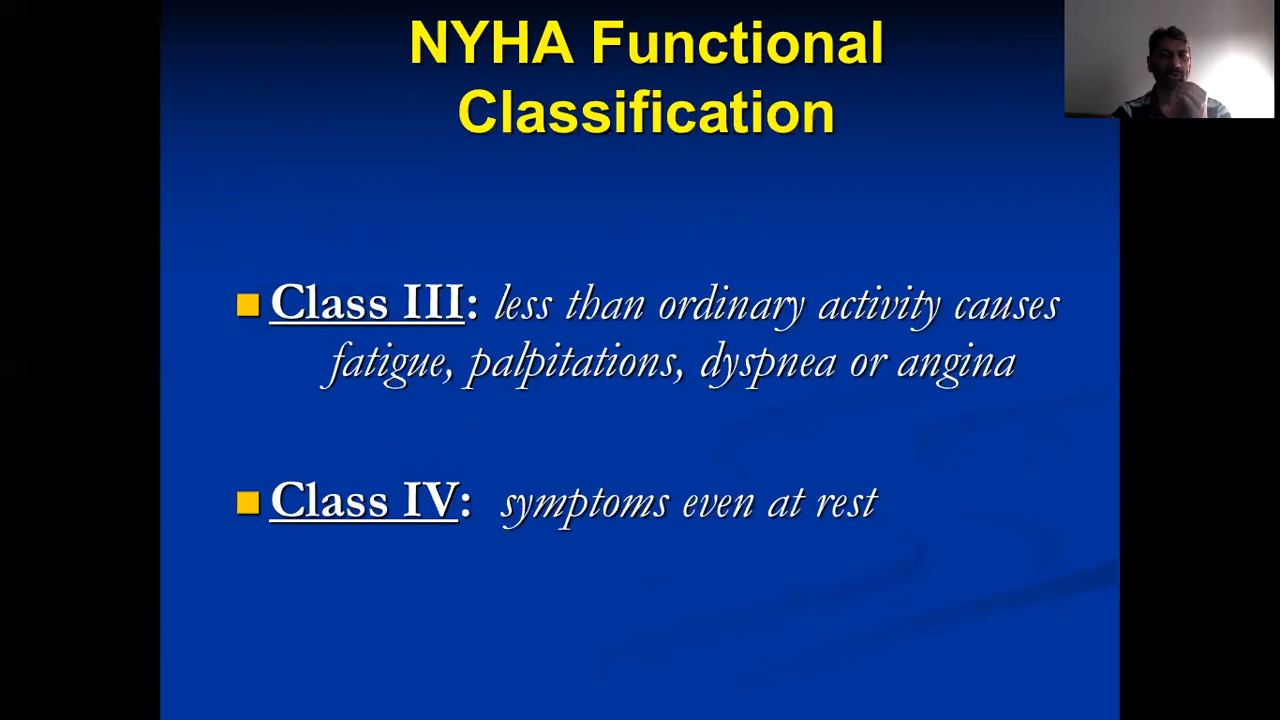 NYHA Functional
Classification
Class III: less than ordinary activity causes
fatigue, palpitations, dyspnea or angina
Class IV: symptoms even at rest